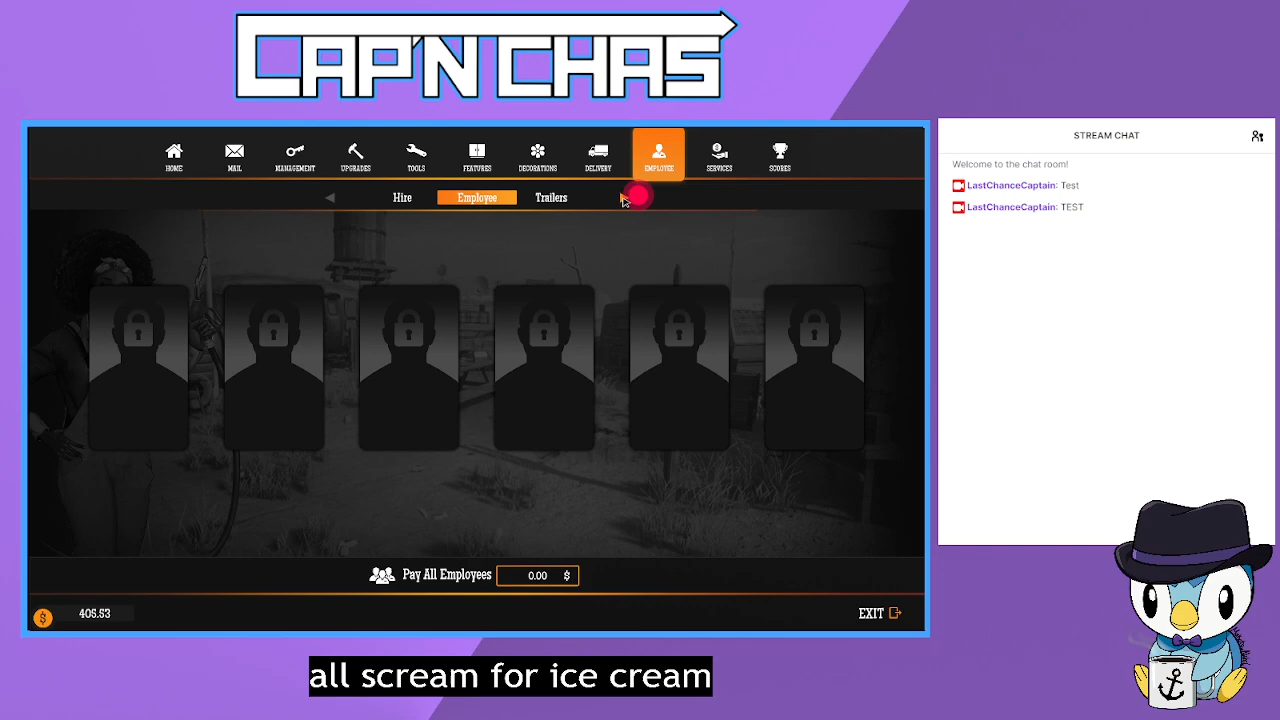 CAP'N CHAS
HOME MAIL MANAGEMENT UPGRADES TOOLS FEATURES DECORATIONS DELIVERY EMPLOYEE SERVICES SCORES
Hire Employee Trailers
Pay All Employees 0.00 $
$ 405.53 EXIT
all scream for ice cream
STREAM CHAT
Welcome to the chat room!
LastChanceCaptain: Test
LastChanceCaptain: TEST